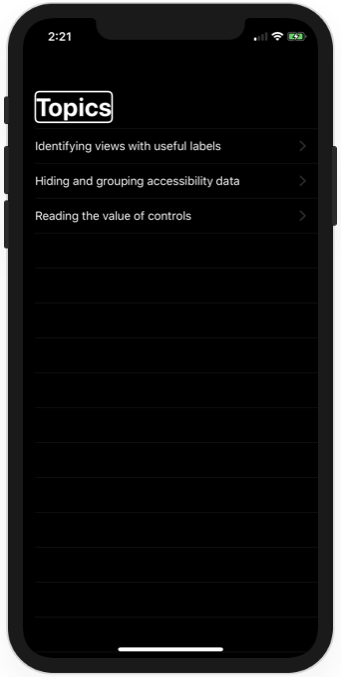 2:21
Topics
Identifying views with useful labels
Hiding and grouping accessibility data
Reading the value of controls